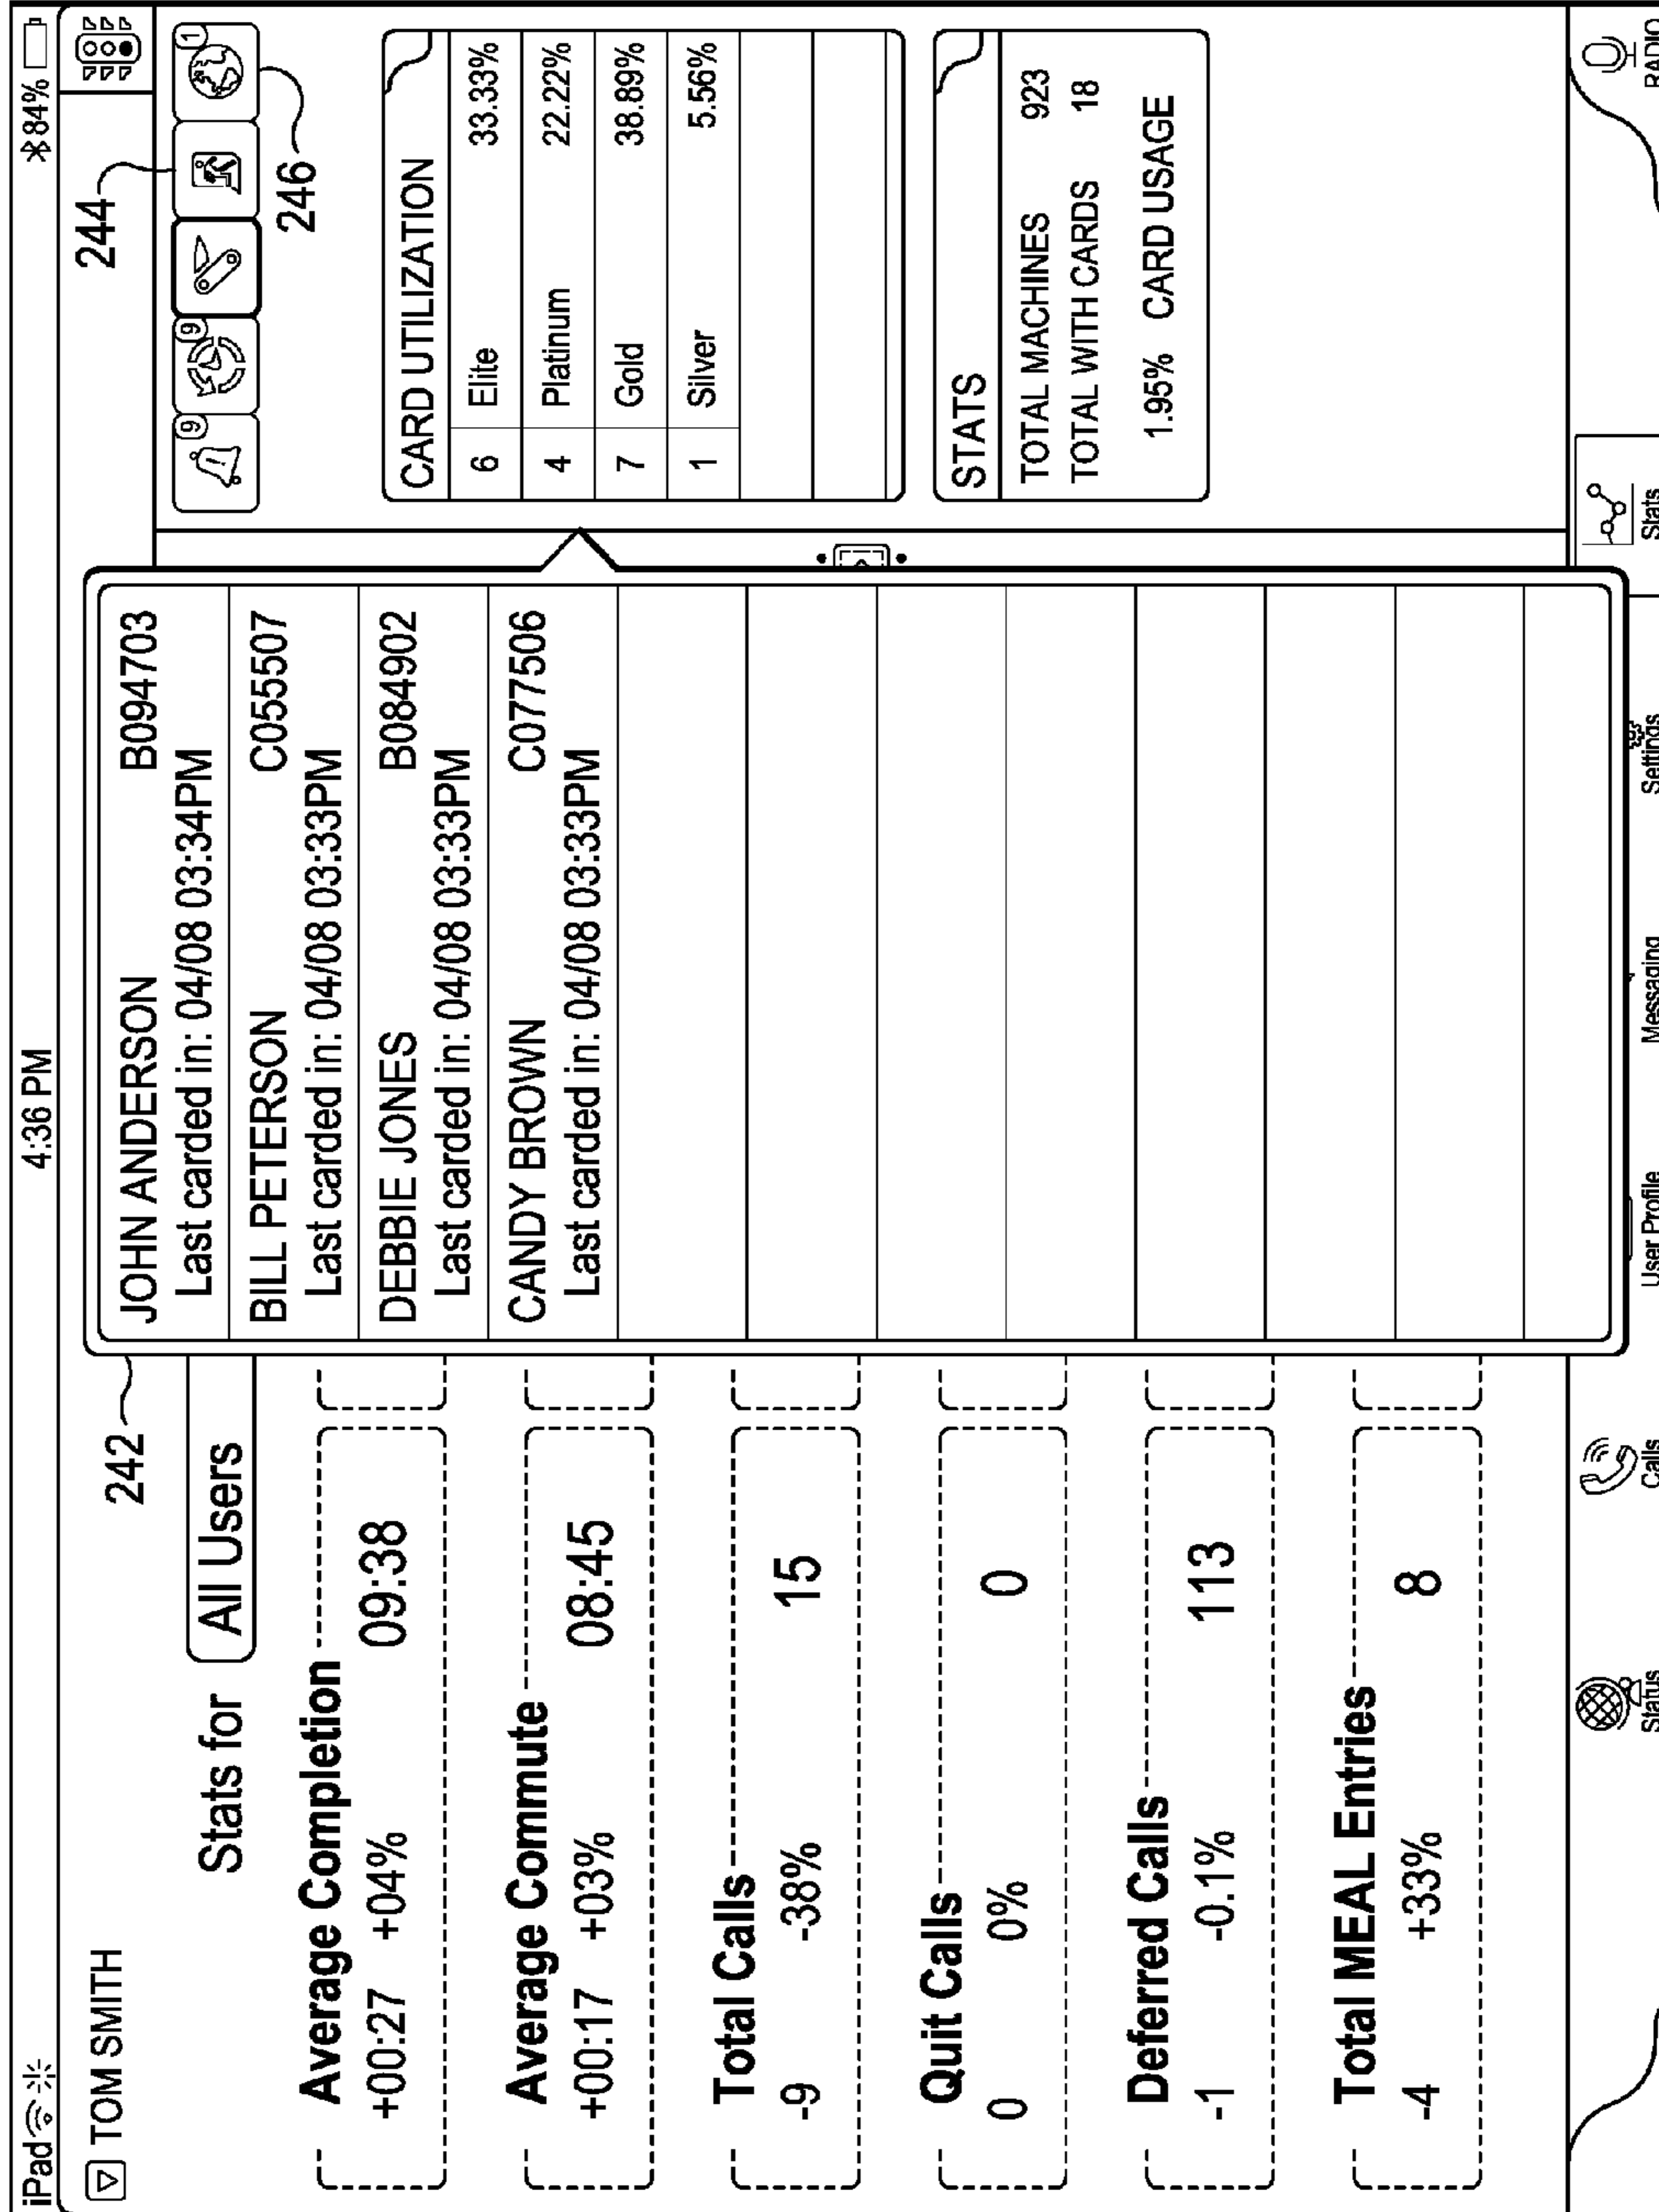 iPad 4:36 PM 84%
TOM SMITH
242
244
246
Stats for All Users
Average Completion
+00:27 +04% 09:38
Average Commute
+00:17 +03% 08:45
Total Calls
-9 -38% 15
Quit Calls
0 0% 0
Deferred Calls
-1 -0.1% 113
Total MEAL Entries
-4 +33% 8
JOHN ANDERSON B094703
Last carded in: 04/08 03:34PM
BILL PETERSON C055507
Last carded in: 04/08 03:33PM
DEBBIE JONES B084902
Last carded in: 04/08 03:33PM
CANDY BROWN C077506
Last carded in: 04/08 03:33PM
9 9 1
CARD UTILIZATION
6 Elite 33.33%
4 Platinum 22.22%
7 Gold 38.89%
1 Silver 5.56%
STATS
TOTAL MACHINES 923
TOTAL WITH CARDS 18
1.95% CARD USAGE
Status Calls User Profile Messaging Settings Stats RADIO